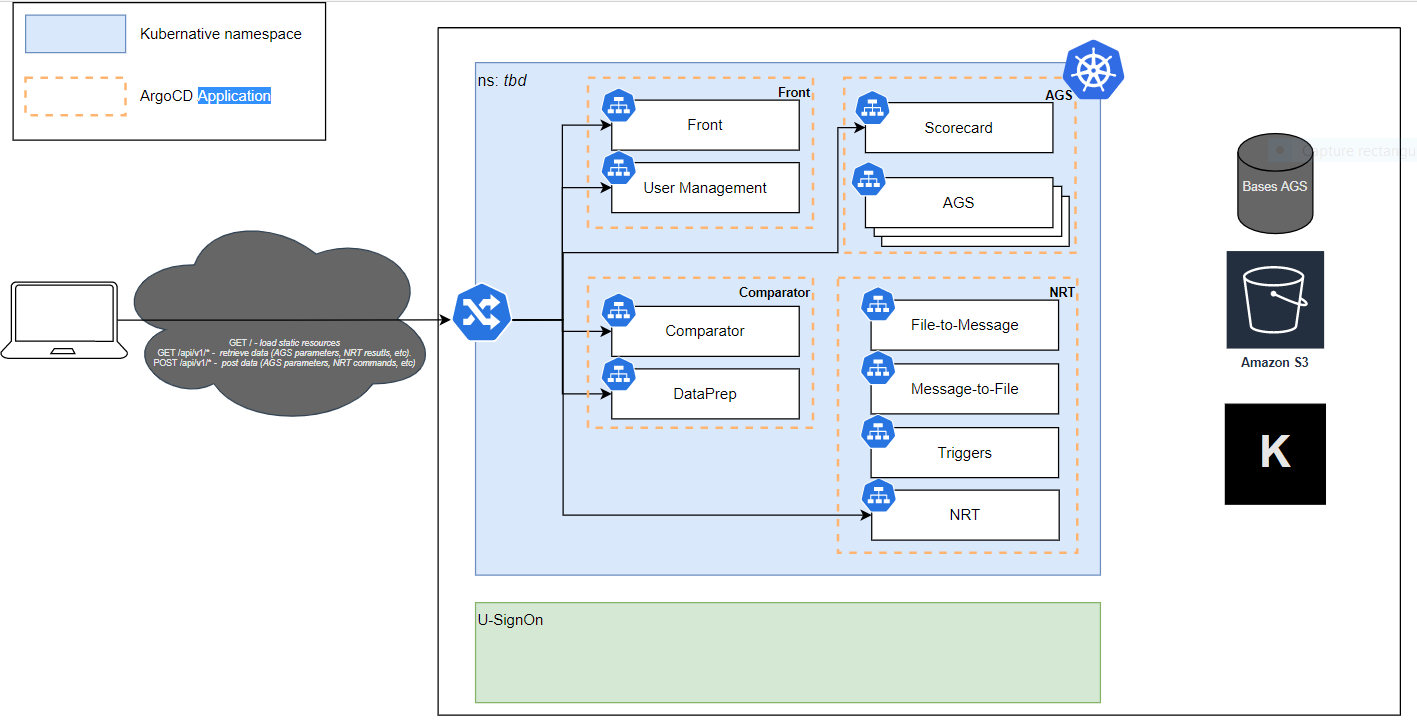 Kubernative namespace
ArgoCD Application
ns: tbd
Front
Front
User Management
AGS
Scorecard
AGS
Bases AGS
Comparator
Comparator
DataPrep
NRT
File-to-Message
Message-to-File
Triggers
NRT
GET / - load static resources
GET /api/v1/* - retrieve data (AGS parameters, NRT resutls, etc).
POST /api/v1/* - post data (AGS parameters, NRT commands, etc)
Amazon S3
K
U-SignOn